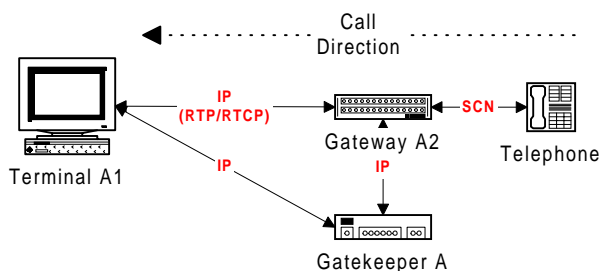 Call
Direction
IP
(RTP/RTCP)
SCN
Gateway A2
Telephone
Terminal A1
IP
IP
Gatekeeper A